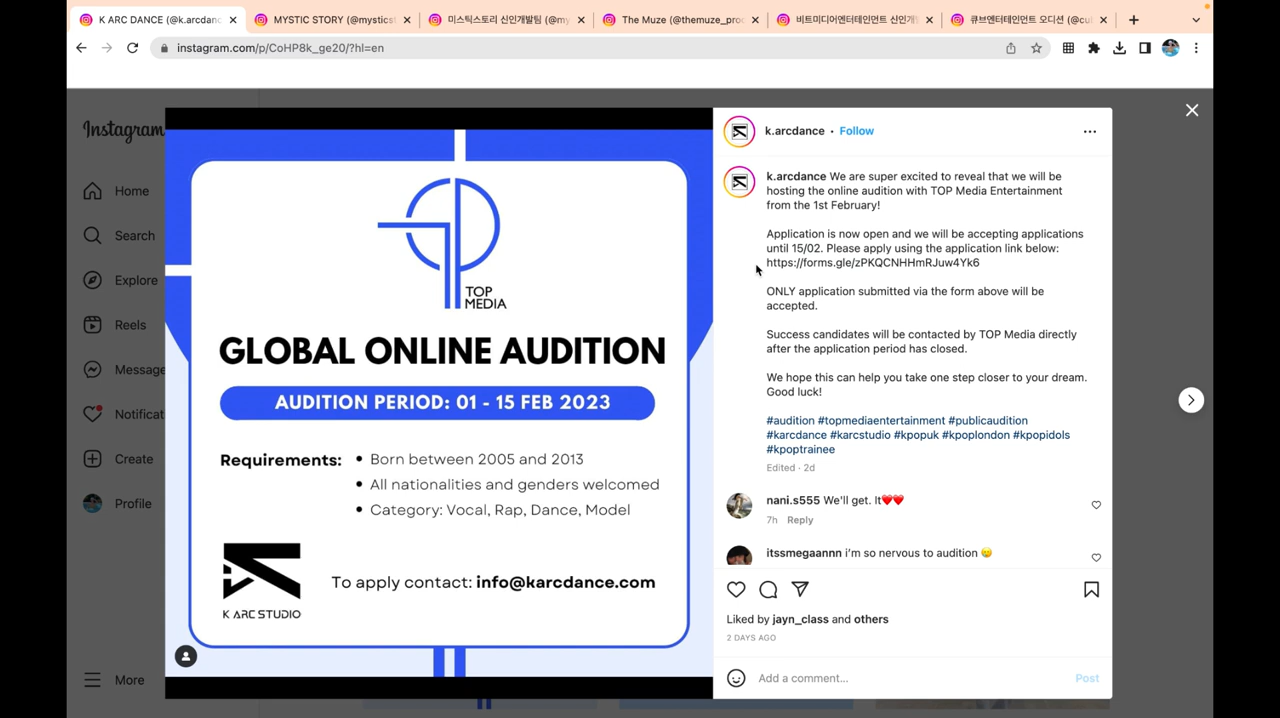 K ARC DANCE (@k.arcdanc
MYSTIC STORY (@mysticst
미스틱스토리 신인개발팀 (@my
The Muze (@themuze_pro
비트미디어엔터테인먼트 신인개
큐브엔터테인먼트 오디션 (@cu
instagram.com/p/CoHP8k_ge20/?hl=en
Instagram
Home
Search
Explore
Reels
Message
Notificat
Create
Profile
More
TOP
MEDIA
GLOBAL ONLINE AUDITION
AUDITION PERIOD: 01 - 15 FEB 2023
Requirements:
• Born between 2005 and 2013
• All nationalities and genders welcomed
• Category: Vocal, Rap, Dance, Model
K ARC STUDIO
To apply contact: info@karcdance.com
k.arcdance • Follow
k.arcdance We are super excited to reveal that we will be
hosting the online audition with TOP Media Entertainment
from the 1st February!
Application is now open and we will be accepting applications
until 15/02. Please apply using the application link below:
https://forms.gle/zPKQCNHHmRJuw4Yk6
ONLY application submitted via the form above will be
accepted.
Success candidates will be contacted by TOP Media directly
after the application period has closed.
We hope this can help you take one step closer to your dream.
Good luck!
#audition #topmediaentertainment #publicaudition
#karcdance #karcstudio #kpopuk #kpoplondon #kpopidols
#kpoptrainee
Edited · 2d
nani.s555 We'll get. It❤️❤️
7h Reply
itssmegaannn i'm so nervous to audition
Liked by jayn_class and others
2 DAYS AGO
Add a comment...
Post